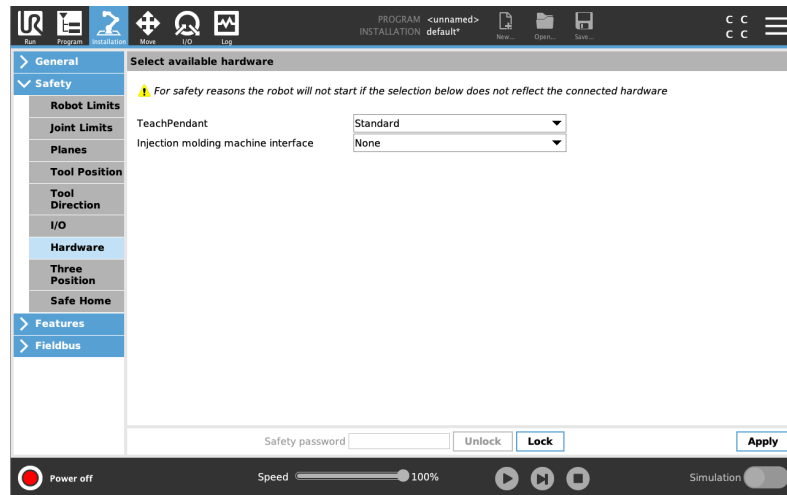 PROGRAM <unnamed>
INSTALLATION default*
C C
C C
UR
Run
Program
Installation
Move
I/O
Log
New...
Open...
Save...
General
Safety
Robot Limits
Joint Limits
Planes
Tool Position
Tool
Direction
I/O
Hardware
Three
Position
Safe Home
Features
Fieldbus
Select available hardware
For safety reasons the robot will not start if the selection below does not reflect the connected hardware
TeachPendant Standard
Injection molding machine interface None
Safety password Unlock Lock Apply
Power off Speed 100% Simulation